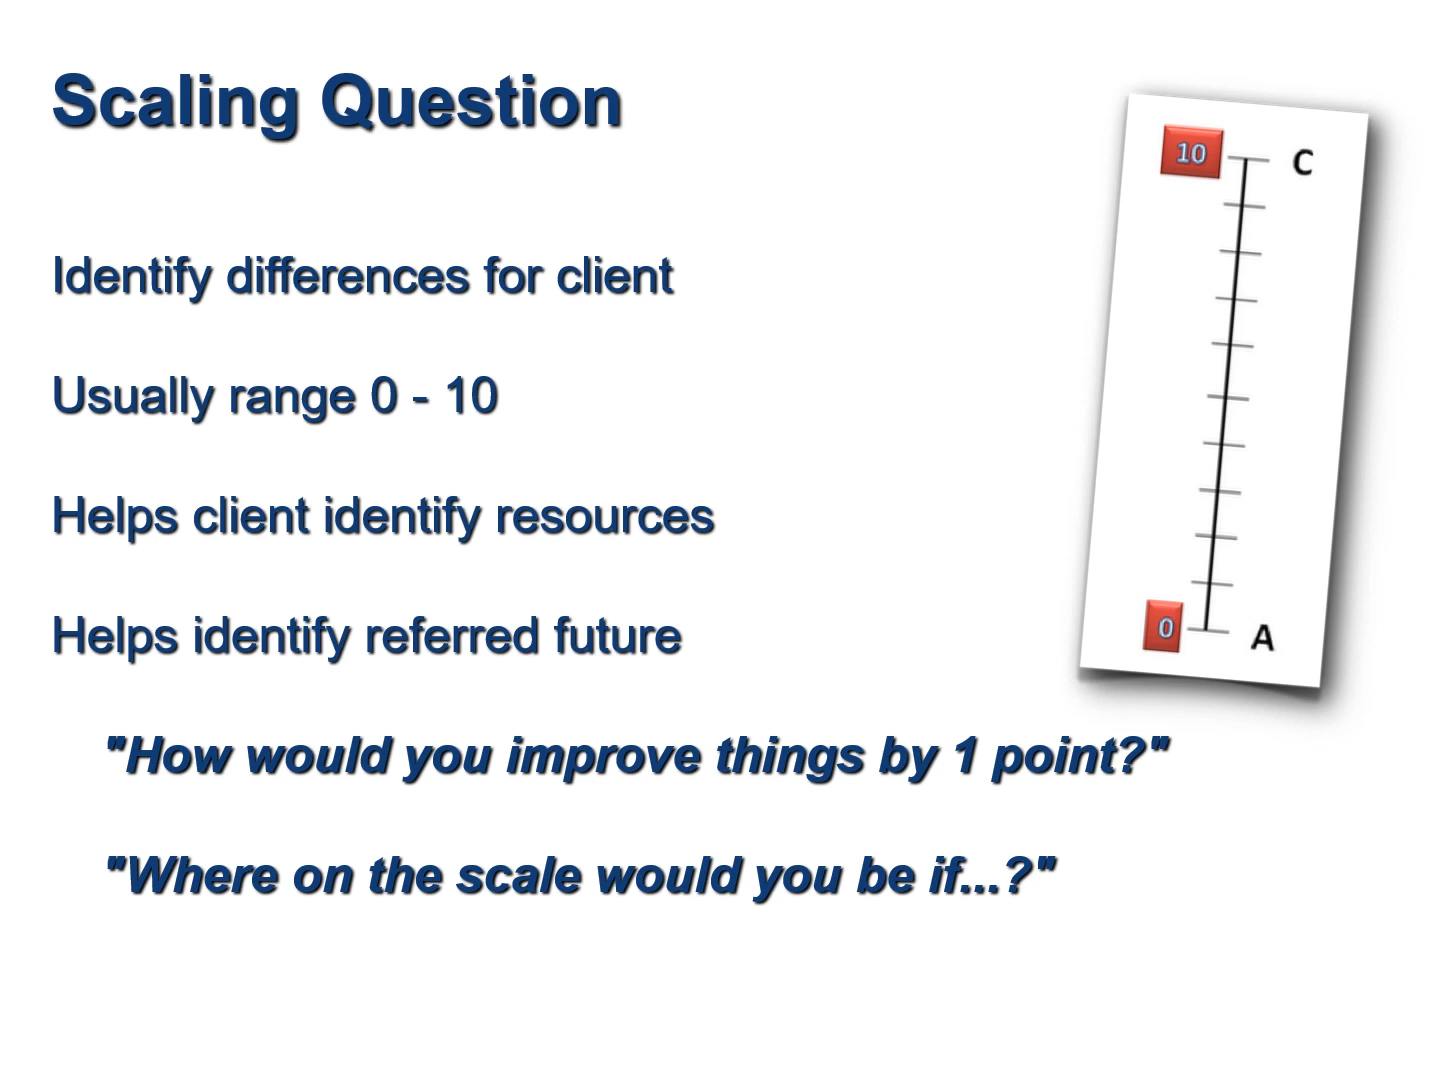 Scaling Question
Identify differences for client
Usually range 0 - 10
Helps client identify resources
Helps identify referred future
"How would you improve things by 1 point?"
"Where on the scale would you be if...?"
10 C
0 A